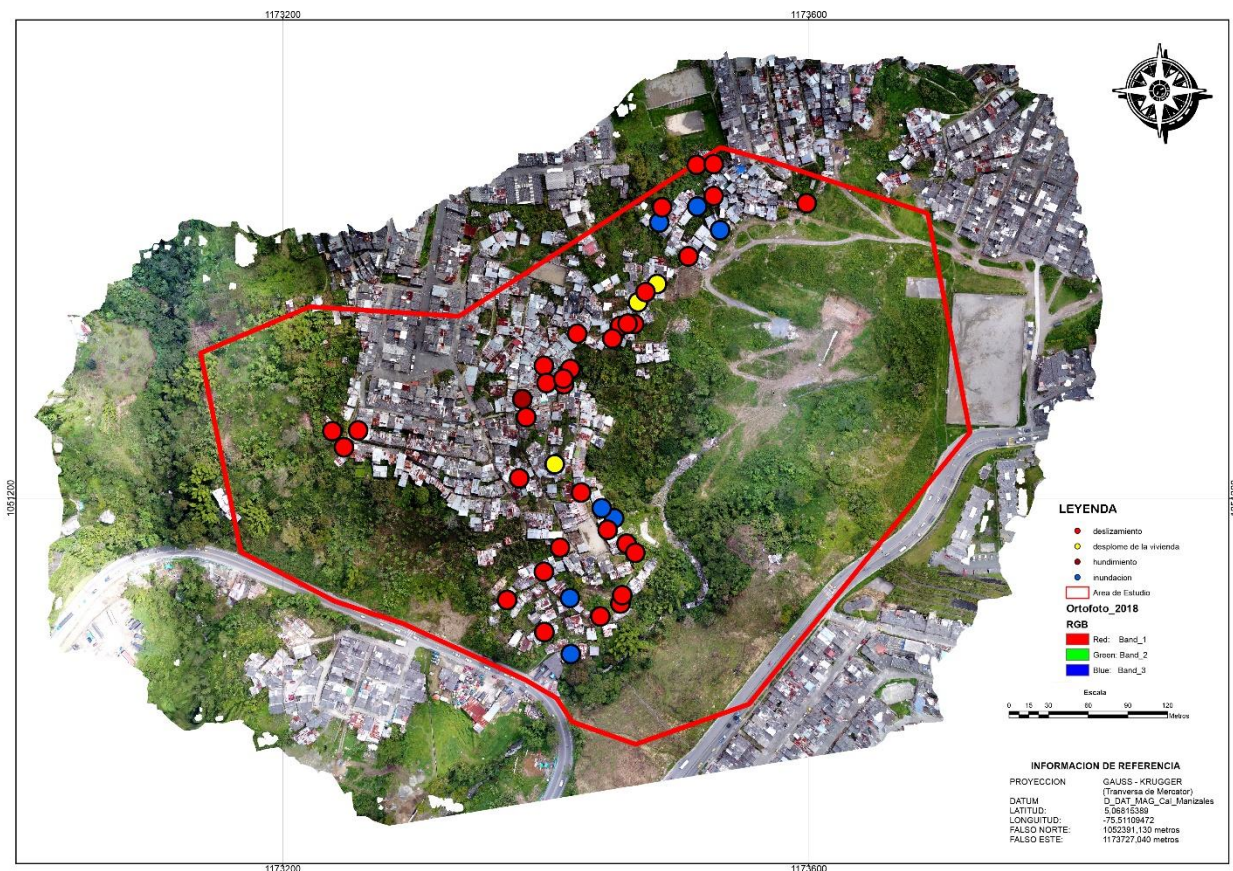 1173200
1173600
1051200
LEYENDA
deslizamiento
desplome de la vivienda
hundimiento
inundacion
Area de Estudio
Ortofoto_2018
RGB
Red: Band_1
Green: Band_2
Blue: Band_3
Escala
0 15 30 60 90 120
Metros
INFORMACION DE REFERENCIA
PROYECCION GAUSS - KRUGGER
(Tranversa de Mercator)
DATUM D_DAT_MAG_Cal_Manizales
LATITUD: 5,06815389
LONGUITUD: -75,51109472
FALSO NORTE: 1052391,130 metros
FALSO ESTE: 1173727,040 metros
1173200
1173600